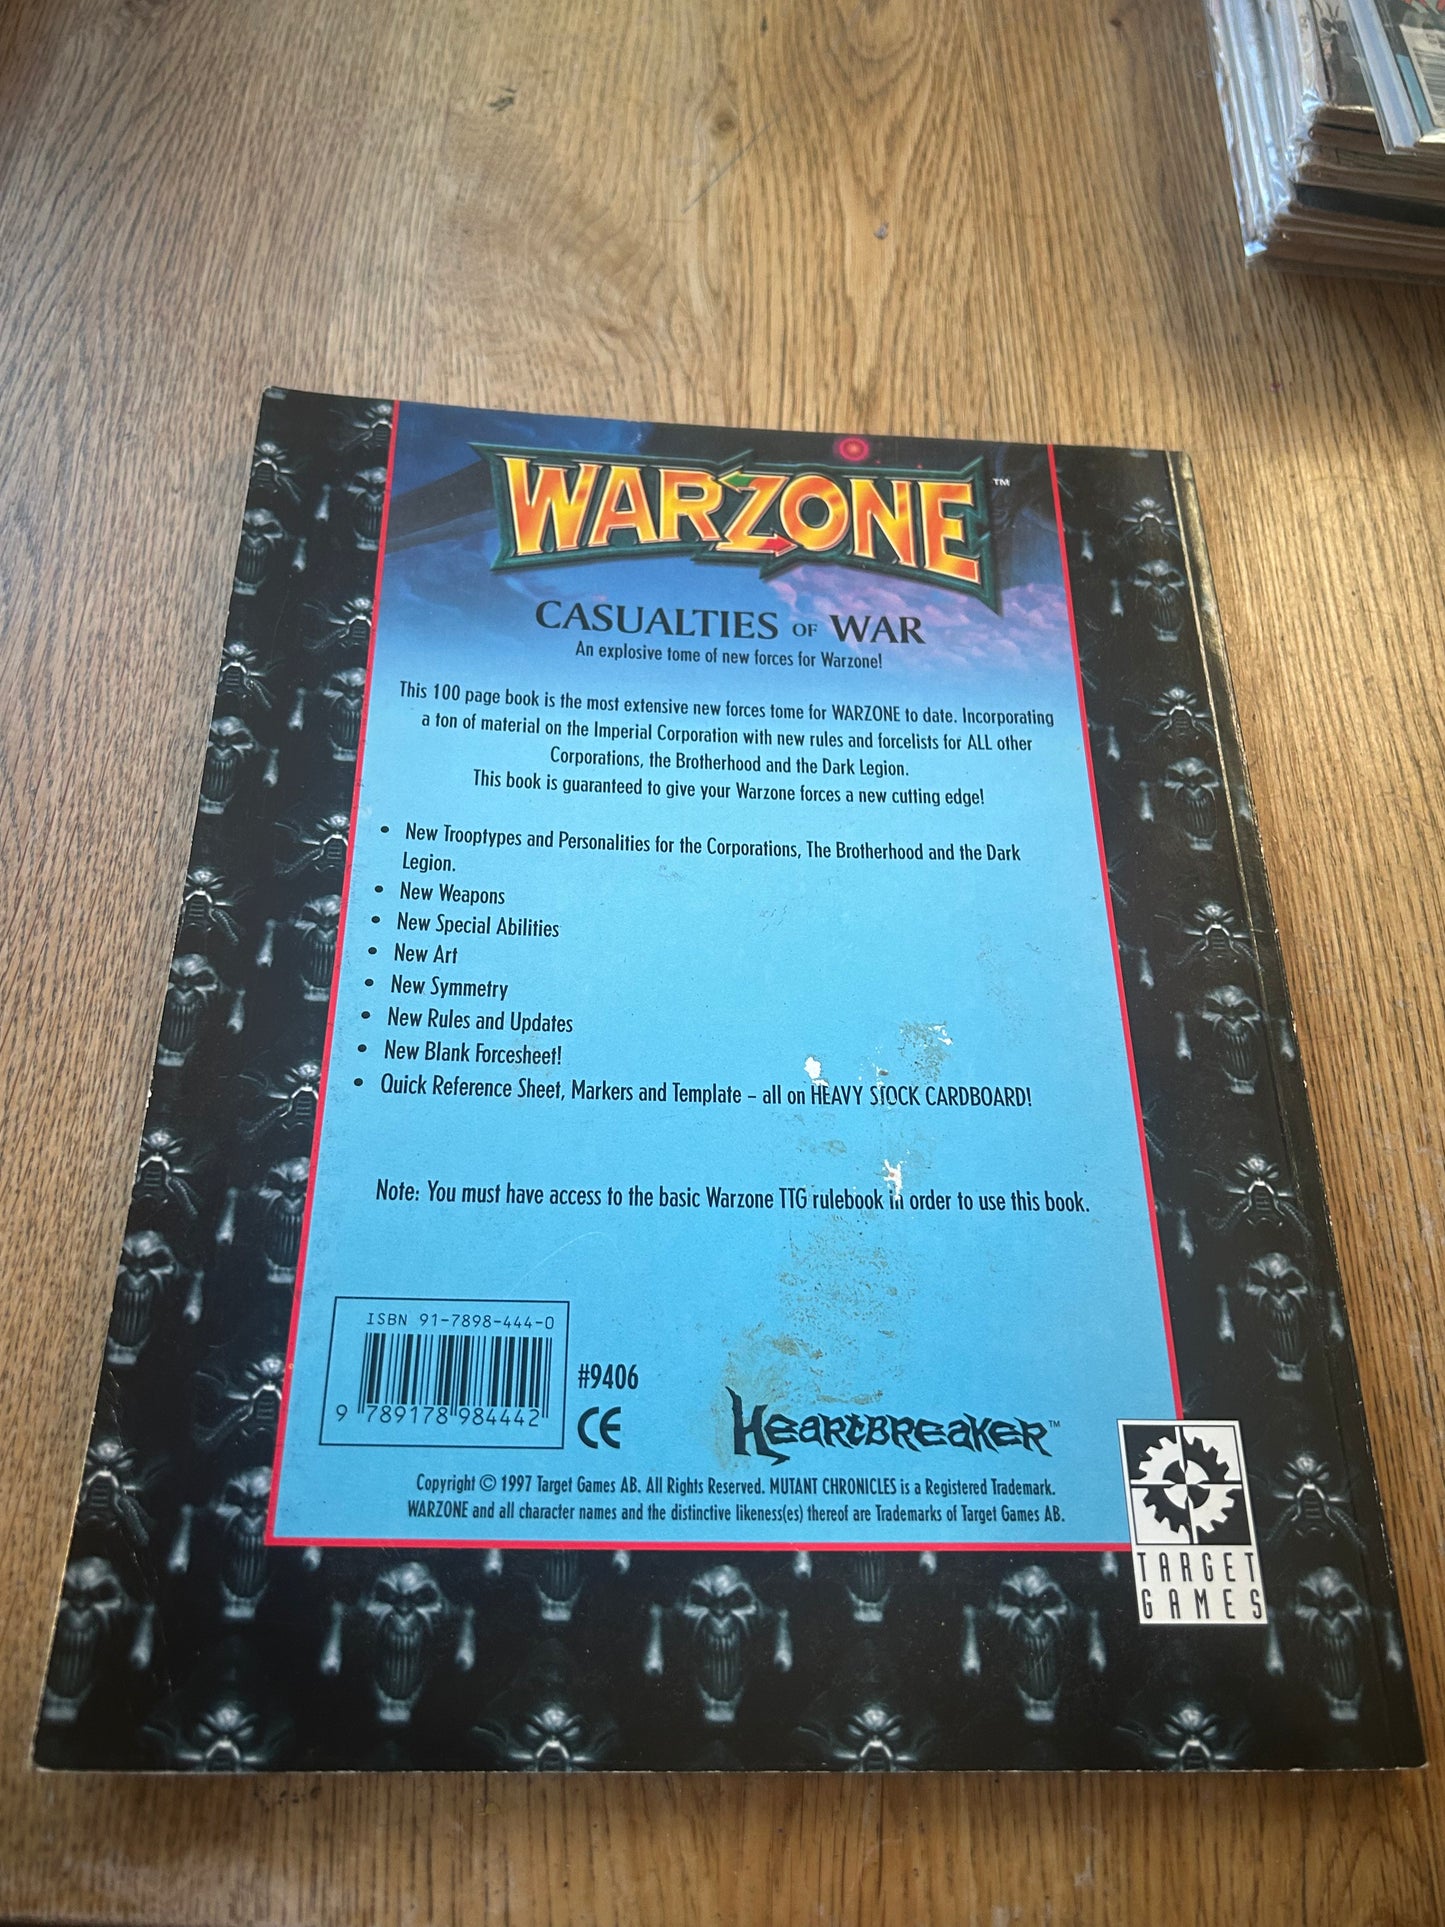 WARZONE ™
CASUALTIES OF WAR
An explosive tome of new forces for Warzone!
This 100 page book is the most extensive new forces tome for WARZONE to date. Incorporating
a ton of material on the Imperial Corporation with new rules and forcelists for ALL other
Corporations, the Brotherhood and the Dark Legion.
This book is guaranteed to give your Warzone forces a new cutting edge!
• New Trooptypes and Personalities for the Corporations, The Brotherhood and the Dark
Legion.
• New Weapons
• New Special Abilities
• New Art
• New Symmetry
• New Rules and Updates
• New Blank Forcesheet!
• Quick Reference Sheet, Markers and Template – all on HEAVY STOCK CARDBOARD!
Note: You must have access to the basic Warzone TTG rulebook in order to use this book.
ISBN 91-7898-444-0
9 789178 984442
#9406
CE
HEARTBREAKER™
Copyright © 1997 Target Games AB. All Rights Reserved. MUTANT CHRONICLES is a Registered Trademark.
WARZONE and all character names and the distinctive likeness(es) thereof are Trademarks of Target Games AB.
TARGET
GAMES